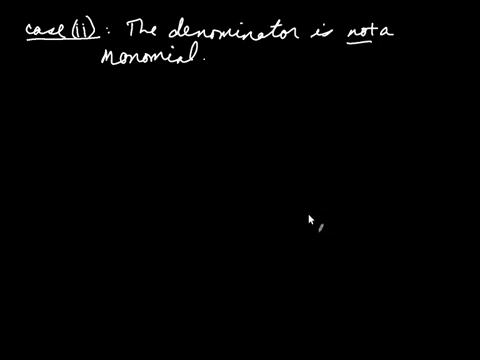 case(ii): The denominator is not a
monomial.